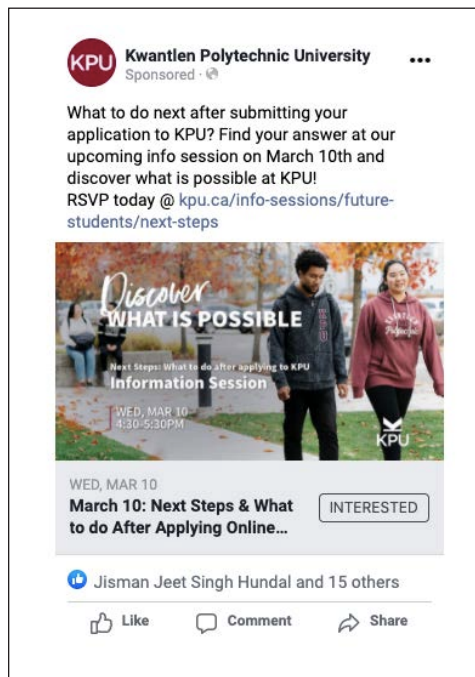 KPU
Kwantlen Polytechnic University
•••
Sponsored ·
What to do next after submitting your
application to KPU? Find your answer at our
upcoming info session on March 10th and
discover what is possible at KPU!
RSVP today @ kpu.ca/info-sessions/future-
students/next-steps
Discover
WHAT IS POSSIBLE
Next Steps: What to do after applying to KPU
Information Session
WED, MAR 10
4:30-5:30PM
KPU
WED, MAR 10
March 10: Next Steps & What
to do After Applying Online...
INTERESTED
Jisman Jeet Singh Hundal and 15 others
Like
Comment
Share